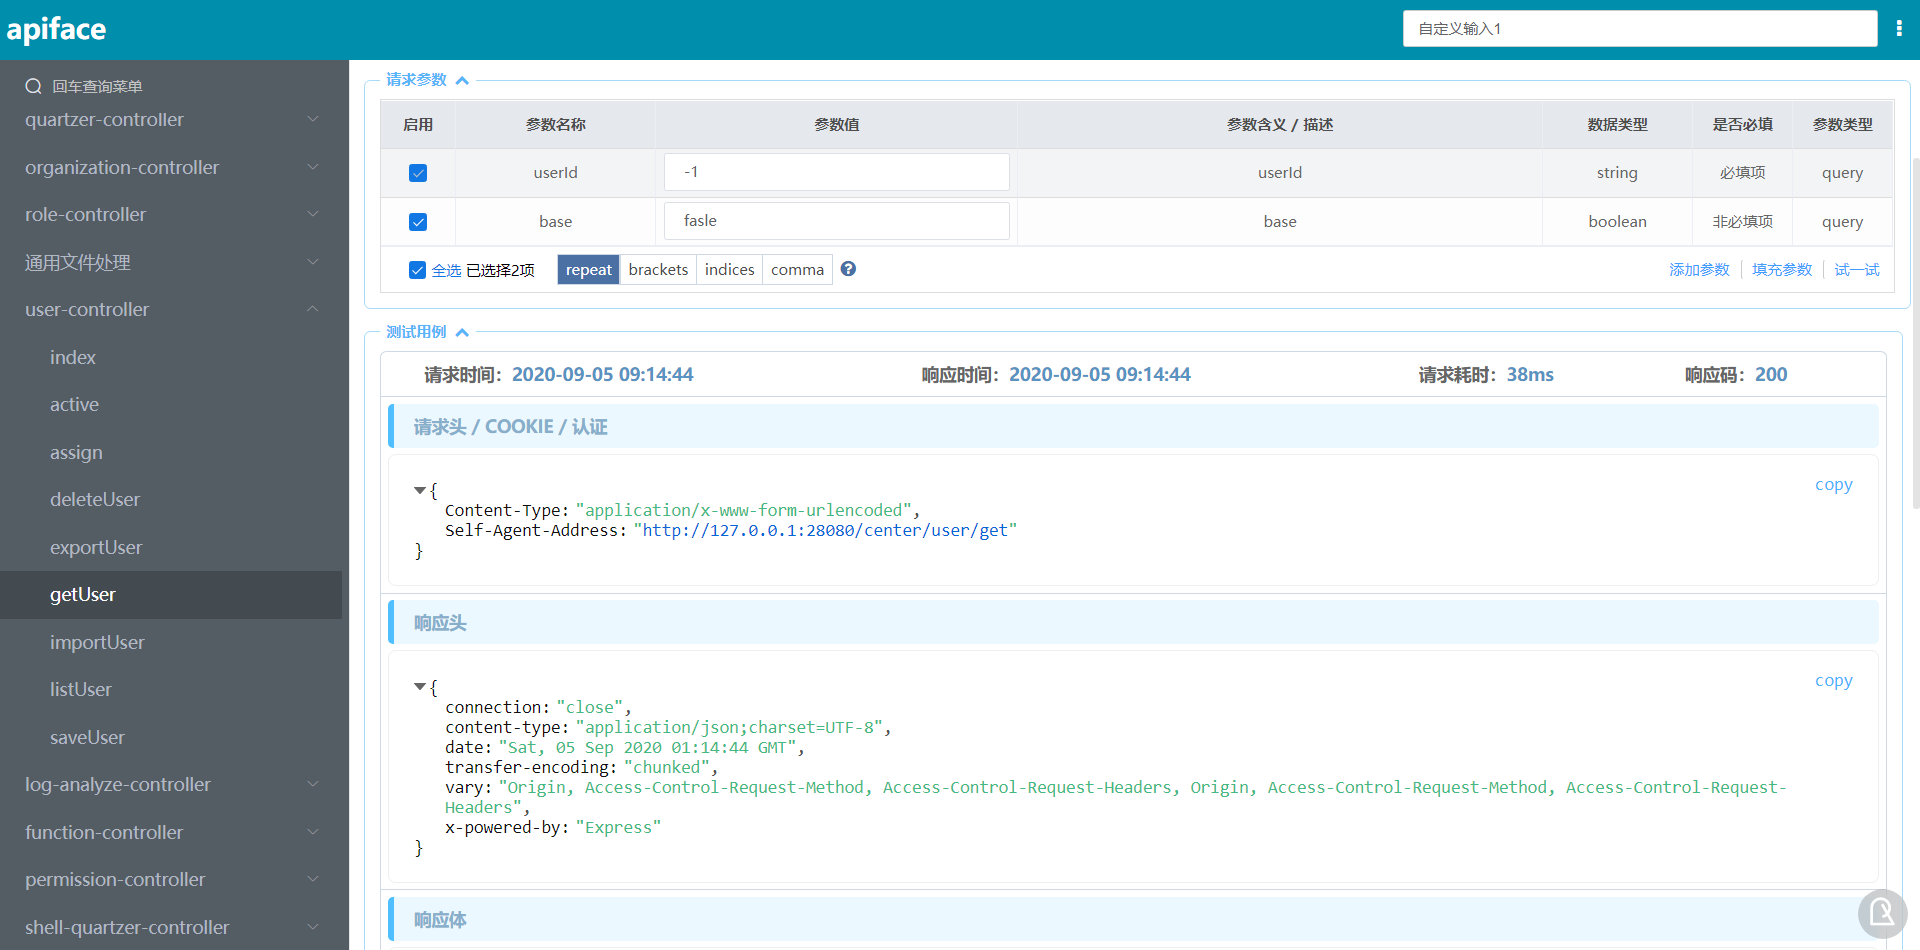 apiface
自定义输入1
回车查询菜单
quartzer-controller
organization-controller
role-controller
通用文件处理
user-controller
index
active
assign
deleteUser
exportUser
getUser
importUser
listUser
saveUser
log-analyze-controller
function-controller
permission-controller
shell-quartzer-controller
请求参数
启用 参数名称 参数值 参数含义 / 描述 数据类型 是否必填 参数类型
userId -1 userId string 必填项 query
base fasle base boolean 非必填项 query
全选 已选择2项 repeat brackets indices comma ? 添加参数 填充参数 试一试
测试用例
请求时间: 2020-09-05 09:14:44 响应时间: 2020-09-05 09:14:44 请求耗时: 38ms 响应码: 200
请求头 / COOKIE / 认证
copy
{
Content-Type: "application/x-www-form-urlencoded",
Self-Agent-Address: "http://127.0.0.1:28080/center/user/get"
}
响应头
copy
{
connection: "close",
content-type: "application/json;charset=UTF-8",
date: "Sat, 05 Sep 2020 01:14:44 GMT",
transfer-encoding: "chunked",
vary: "Origin, Access-Control-Request-Method, Access-Control-Request-Headers, Origin, Access-Control-Request-Method, Access-Control-Request-
Headers",
x-powered-by: "Express"
}
响应体